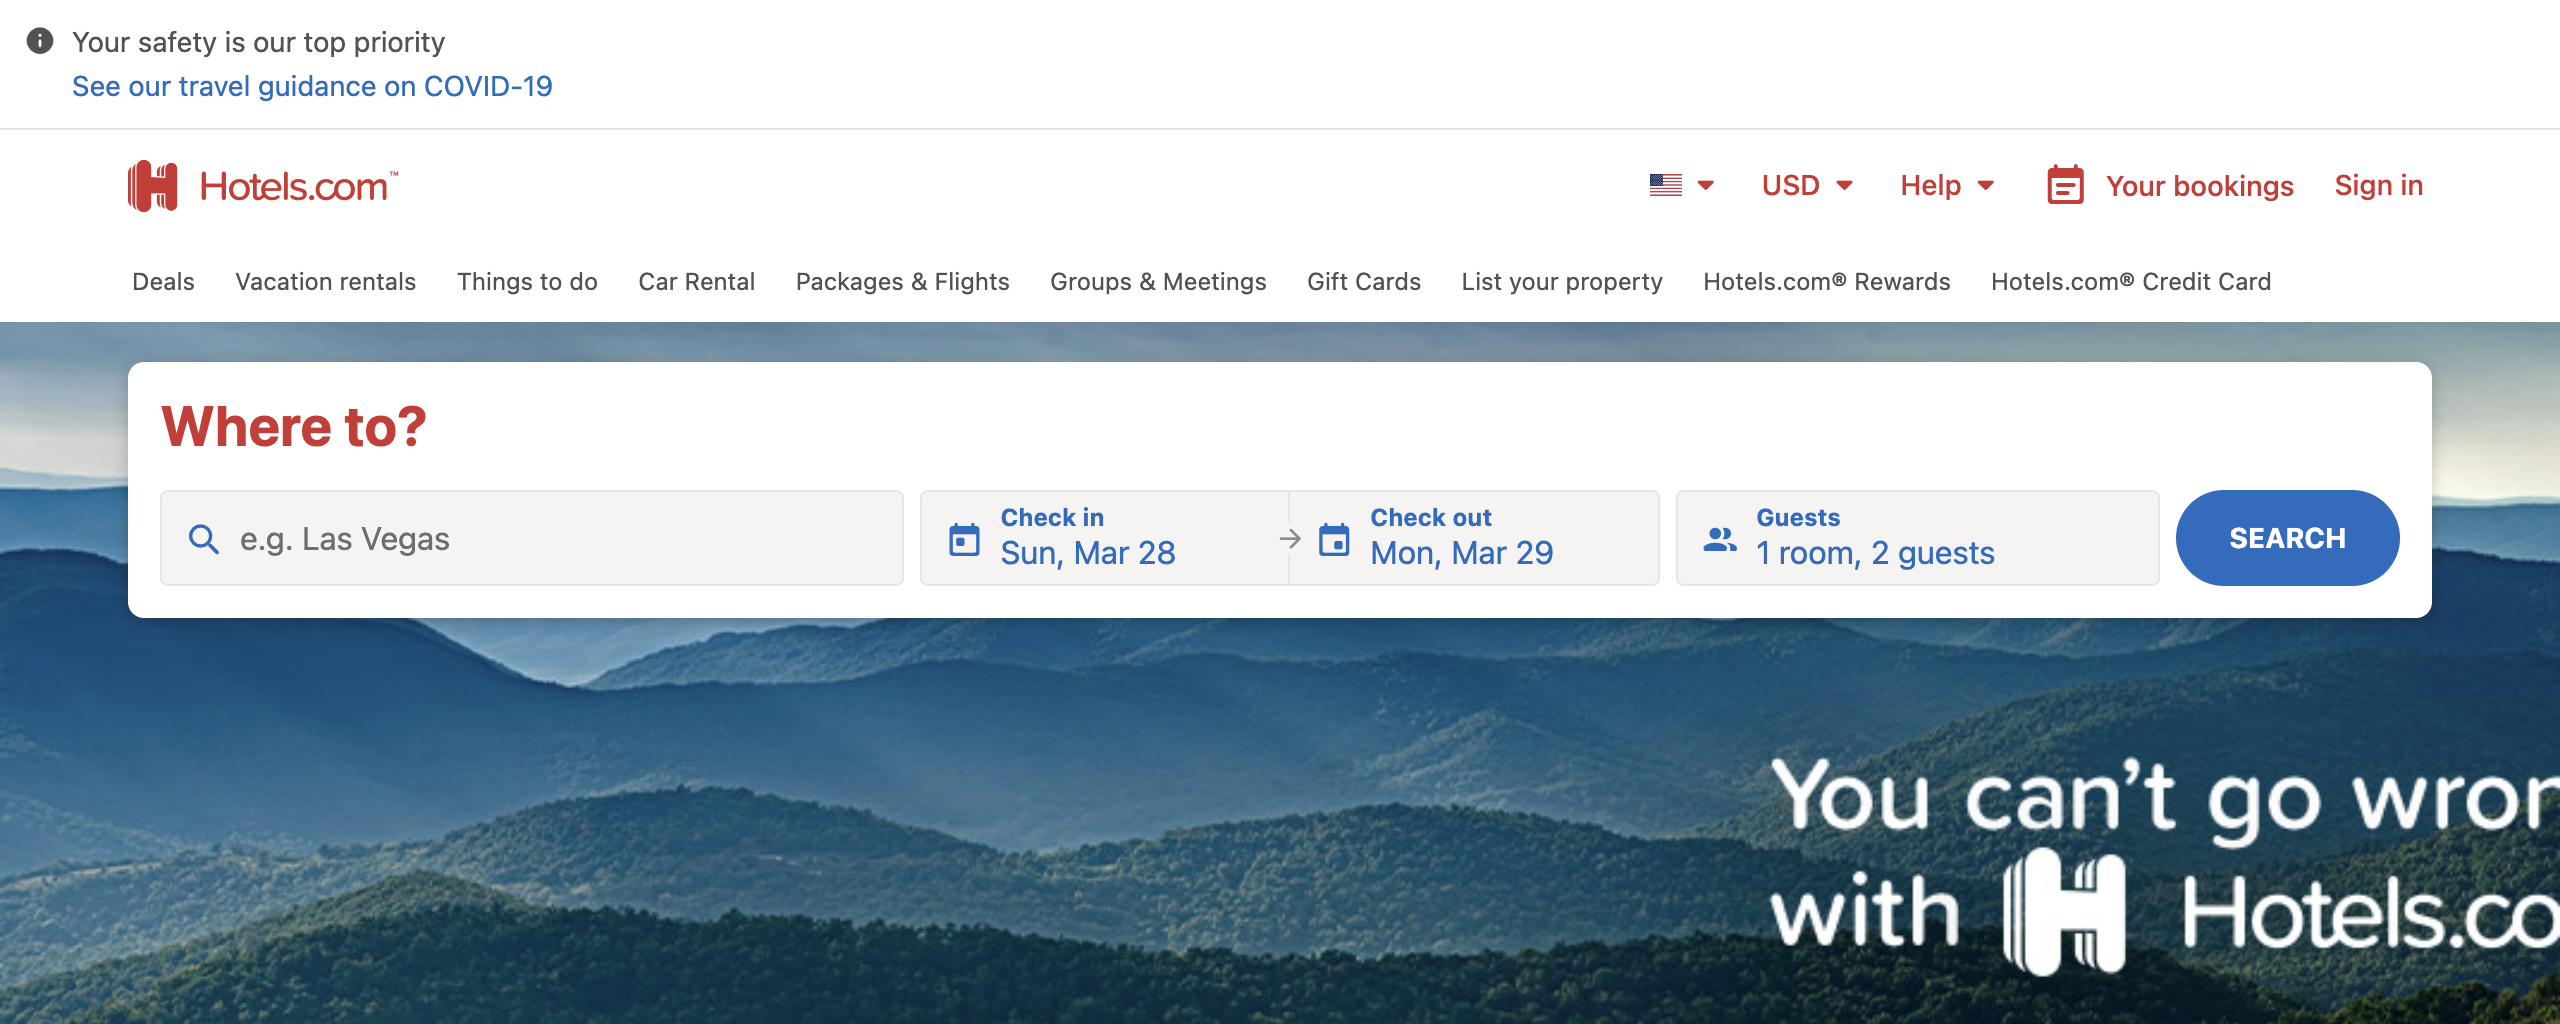 Your safety is our top priority
See our travel guidance on COVID-19
Hotels.com™
USD
Help
Your bookings
Sign in
Deals
Vacation rentals
Things to do
Car Rental
Packages & Flights
Groups & Meetings
Gift Cards
List your property
Hotels.com® Rewards
Hotels.com® Credit Card
Where to?
e.g. Las Vegas
Check in
Sun, Mar 28
Check out
Mon, Mar 29
Guests
1 room, 2 guests
SEARCH
You can't go wron
with H Hotels.co